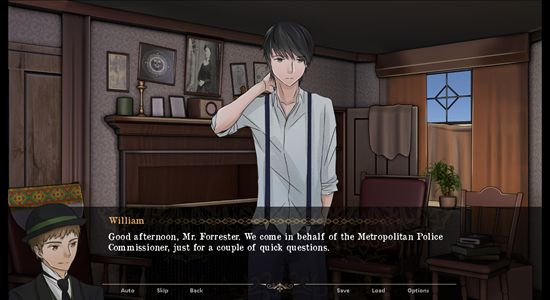 William
Good afternoon, Mr. Forrester. We come in behalf of the Metropolitan Police
Commissioner, just for a couple of quick questions.
Auto Skip Back Save Load Options